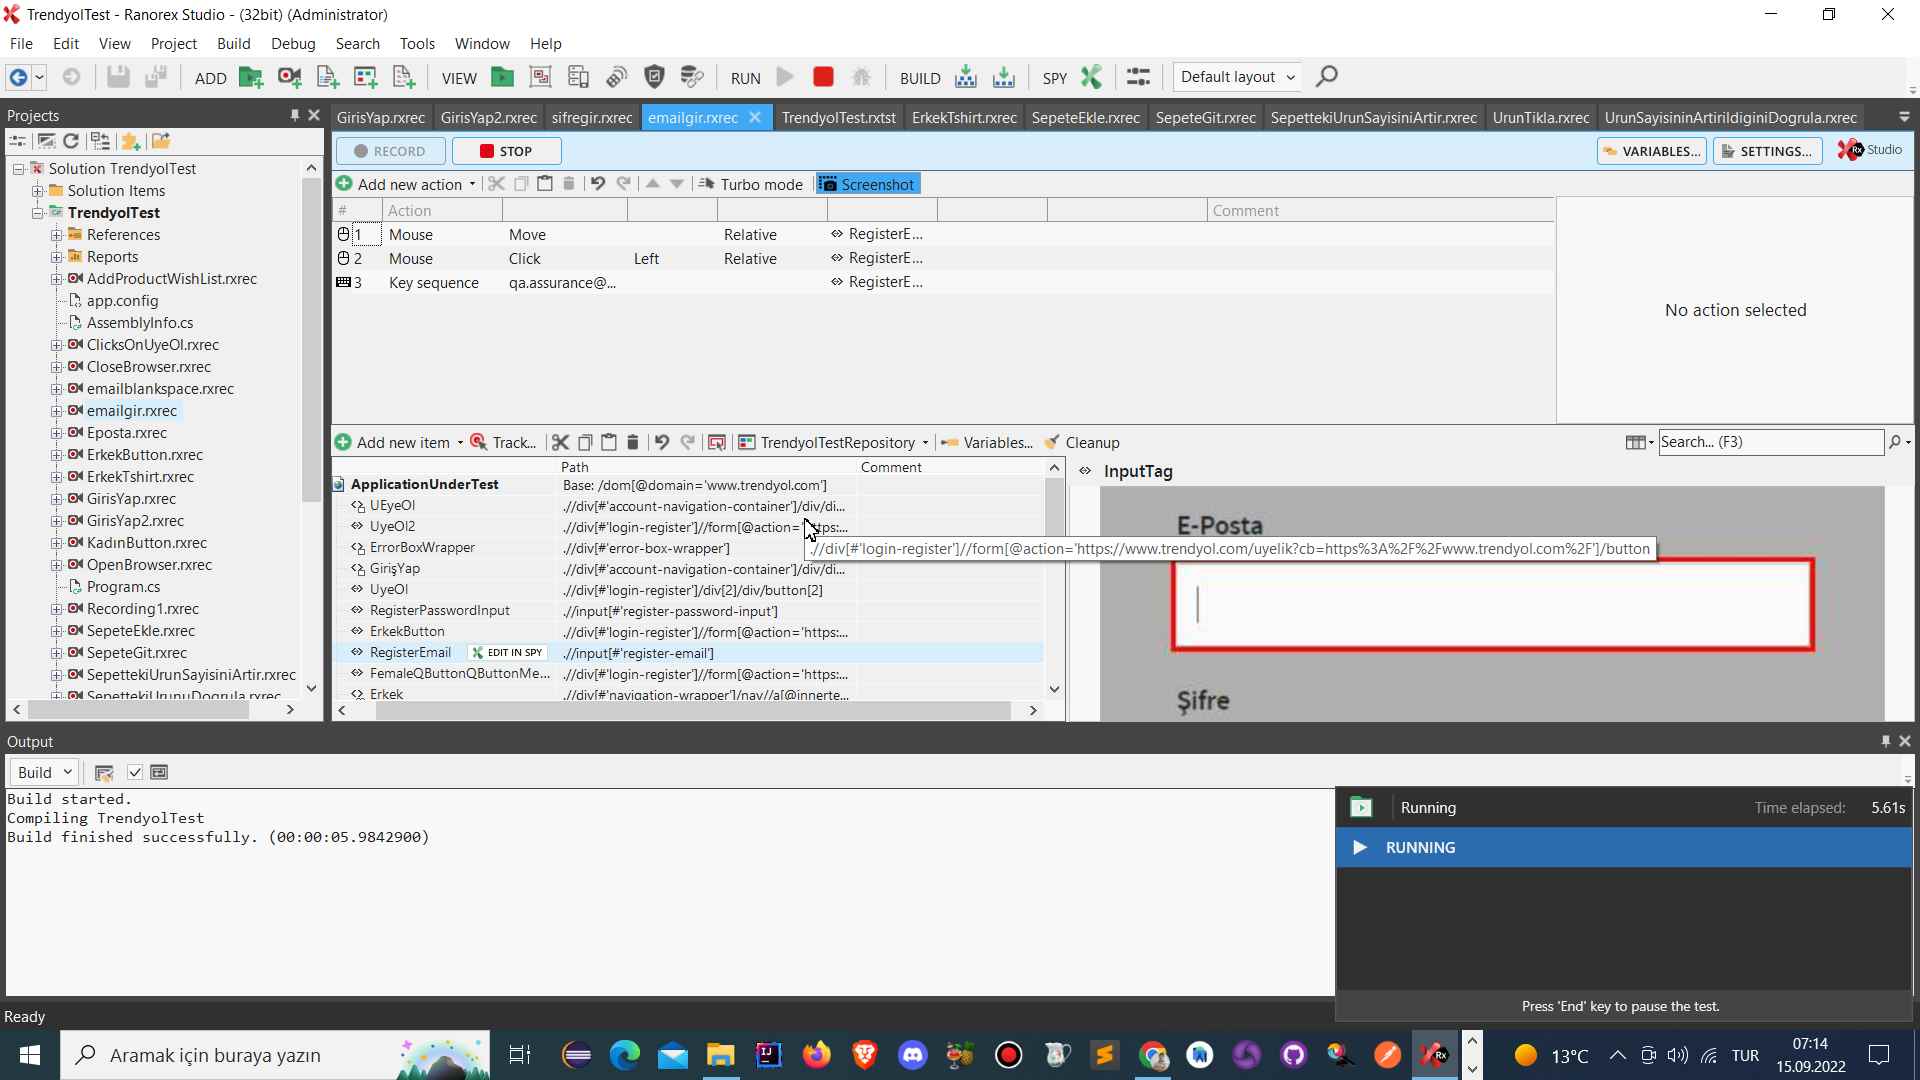 TrendyolTest - Ranorex Studio - (32bit) (Administrator)
File Edit View Project Build Debug Search Tools Window Help
ADD VIEW RUN BUILD SPY Default layout
Projects
GirisYap.rxrec GirisYap2.rxrec sifregir.rxrec emailgir.rxrec TrendyolTest.rxtst ErkekTshirt.rxrec SepeteEkle.rxrec SepeteGit.rxrec SepettekiUrunSayisiniArtir.rxrec UrunTikla.rxrec UrunSayisininArtirildiginiDogrula.rxrec
RECORD STOP VARIABLES... SETTINGS... Rx Studio
Add new action Turbo mode Screenshot
# Action Comment
1 Mouse Move Relative RegisterE...
2 Mouse Click Left Relative RegisterE...
3 Key sequence qa.assurance@... RegisterE...
No action selected
Solution TrendyolTest
Solution Items
TrendyolTest
References
Reports
AddProductWishList.rxrec
app.config
AssemblyInfo.cs
ClicksOnUyeOl.rxrec
CloseBrowser.rxrec
emailblankspace.rxrec
emailgir.rxrec
Eposta.rxrec
ErkekButton.rxrec
ErkekTshirt.rxrec
GirisYap.rxrec
GirisYap2.rxrec
KadınButton.rxrec
OpenBrowser.rxrec
Program.cs
Recording1.rxrec
SepeteEkle.rxrec
SepeteGit.rxrec
SepettekiUrunSayisiniArtir.rxrec
SepettekiUrunuDogrula.rxrec
Add new item Track... TrendyolTestRepository Variables... Cleanup Search... (F3)
Path Comment
ApplicationUnderTest Base: /dom[@domain='www.trendyol.com']
UEyeOl .//div[#'account-navigation-container']/div/di...
UyeOl2 .//div[#'login-register']//form[@action='https:...
ErrorBoxWrapper .//div[#'error-box-wrapper']
GirişYap .//div[#'account-navigation-container']/div/di...
UyeOl .//div[#'login-register']/div[2]/div/button[2]
RegisterPasswordInput .//input[#'register-password-input']
ErkekButton .//div[#'login-register']//form[@action='https:...
RegisterEmail EDIT IN SPY .//input[#'register-email']
FemaleQButtonQButtonMe... .//div[#'login-register']//form[@action='https:...
Erkek .//div[#'navigation-wrapper']/nav//a[@innerte...
.//div[#'login-register']//form[@action='https://www.trendyol.com/uyelik?cb=https%3A%2F%2Fwww.trendyol.com%2F']/button
InputTag
E-Posta
Şifre
Output
Build
Build started.
Compiling TrendyolTest
Build finished successfully. (00:00:05.9842900)
Running Time elapsed: 5.61s
RUNNING
Press 'End' key to pause the test.
Ready
Aramak için buraya yazın
13°C TUR 07:14
15.09.2022